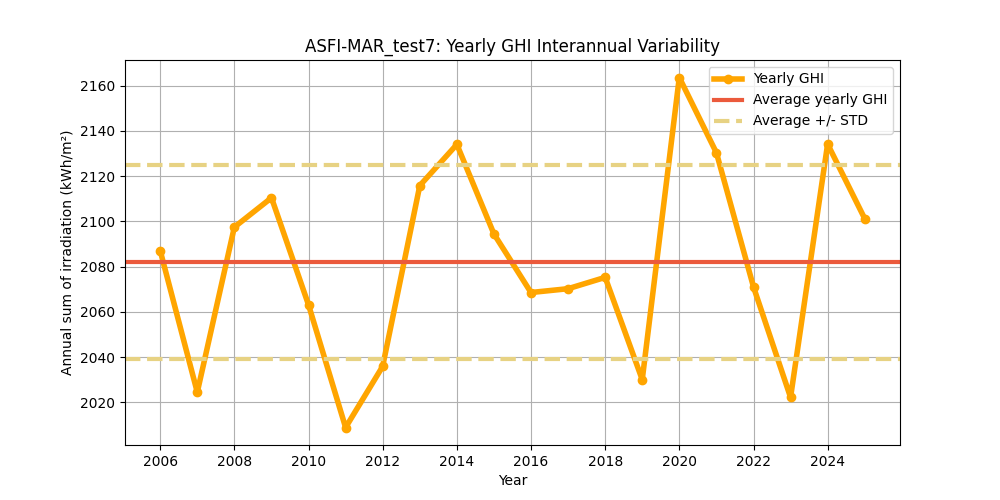 ASFI-MAR_test7: Yearly GHI Interannual Variability
Yearly GHI
Average yearly GHI
Average +/- STD
Annual sum of irradiation (kWh/m²)
2160
2140
2120
2100
2080
2060
2040
2020
2006 2008 2010 2012 2014 2016 2018 2020 2022 2024
Year